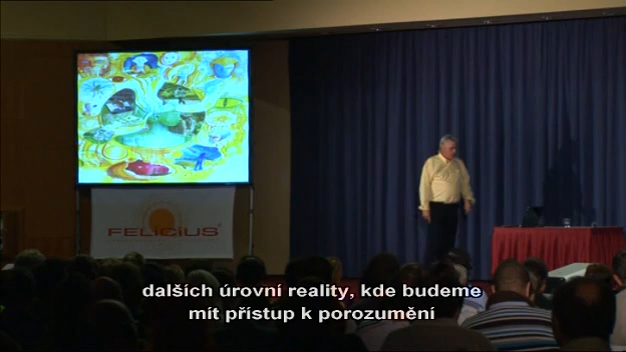 FELiCiUS®
dalších úrovní reality, kde budeme
mít přístup k porozumění